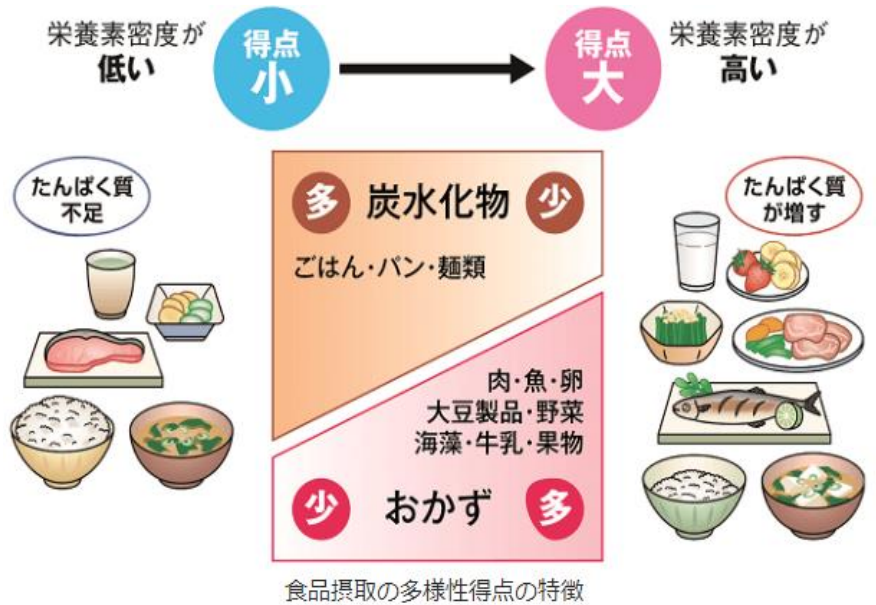 栄養素密度が
低い
得点
小
得点
大
栄養素密度が
高い
たんぱく質
不足
多 炭水化物 少
ごはん・パン・麺類
たんぱく質
が増す
肉・魚・卵
大豆製品・野菜
海藻・牛乳・果物
少 おかず 多
食品摂取の多様性得点の特徴